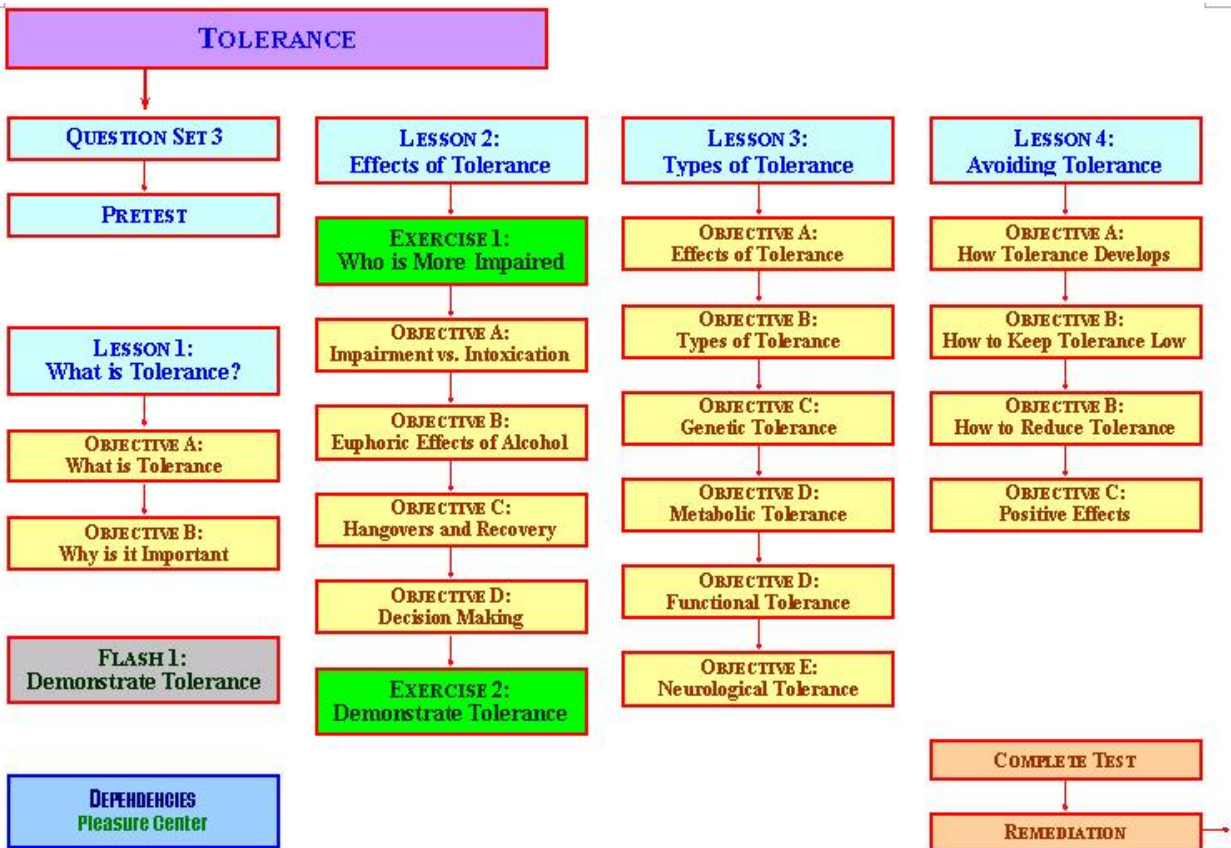 TOLERANCE
QUESTION SET 3
PRETEST
LESSON 1:
What is Tolerance?
OBJECTIVE A:
What is Tolerance
OBJECTIVE B:
Why is it Important
FLASH 1:
Demonstrate Tolerance
DEPENDENCIES
Pleasure Center
LESSON 2:
Effects of Tolerance
EXERCISE 1:
Who is More Impaired
OBJECTIVE A:
Impairment vs. Intoxication
OBJECTIVE B:
Euphoric Effects of Alcohol
OBJECTIVE C:
Hangovers and Recovery
OBJECTIVE D:
Decision Making
EXERCISE 2:
Demonstrate Tolerance
LESSON 3:
Types of Tolerance
OBJECTIVE A:
Effects of Tolerance
OBJECTIVE B:
Types of Tolerance
OBJECTIVE C:
Genetic Tolerance
OBJECTIVE D:
Metabolic Tolerance
OBJECTIVE D:
Functional Tolerance
OBJECTIVE E:
Neurological Tolerance
LESSON 4:
Avoiding Tolerance
OBJECTIVE A:
How Tolerance Develops
OBJECTIVE B:
How to Keep Tolerance Low
OBJECTIVE B:
How to Reduce Tolerance
OBJECTIVE C:
Positive Effects
COMPLETE TEST
REMEDIATION